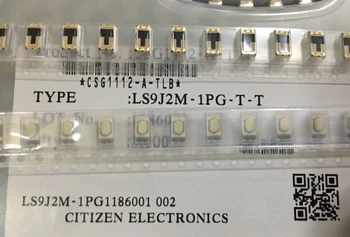 *CSG1112-A-TLB*
TYPE :LS9J2M-1PG-T-T
LS9J2M-1PG1186001 002
CITIZEN ELECTRONICS